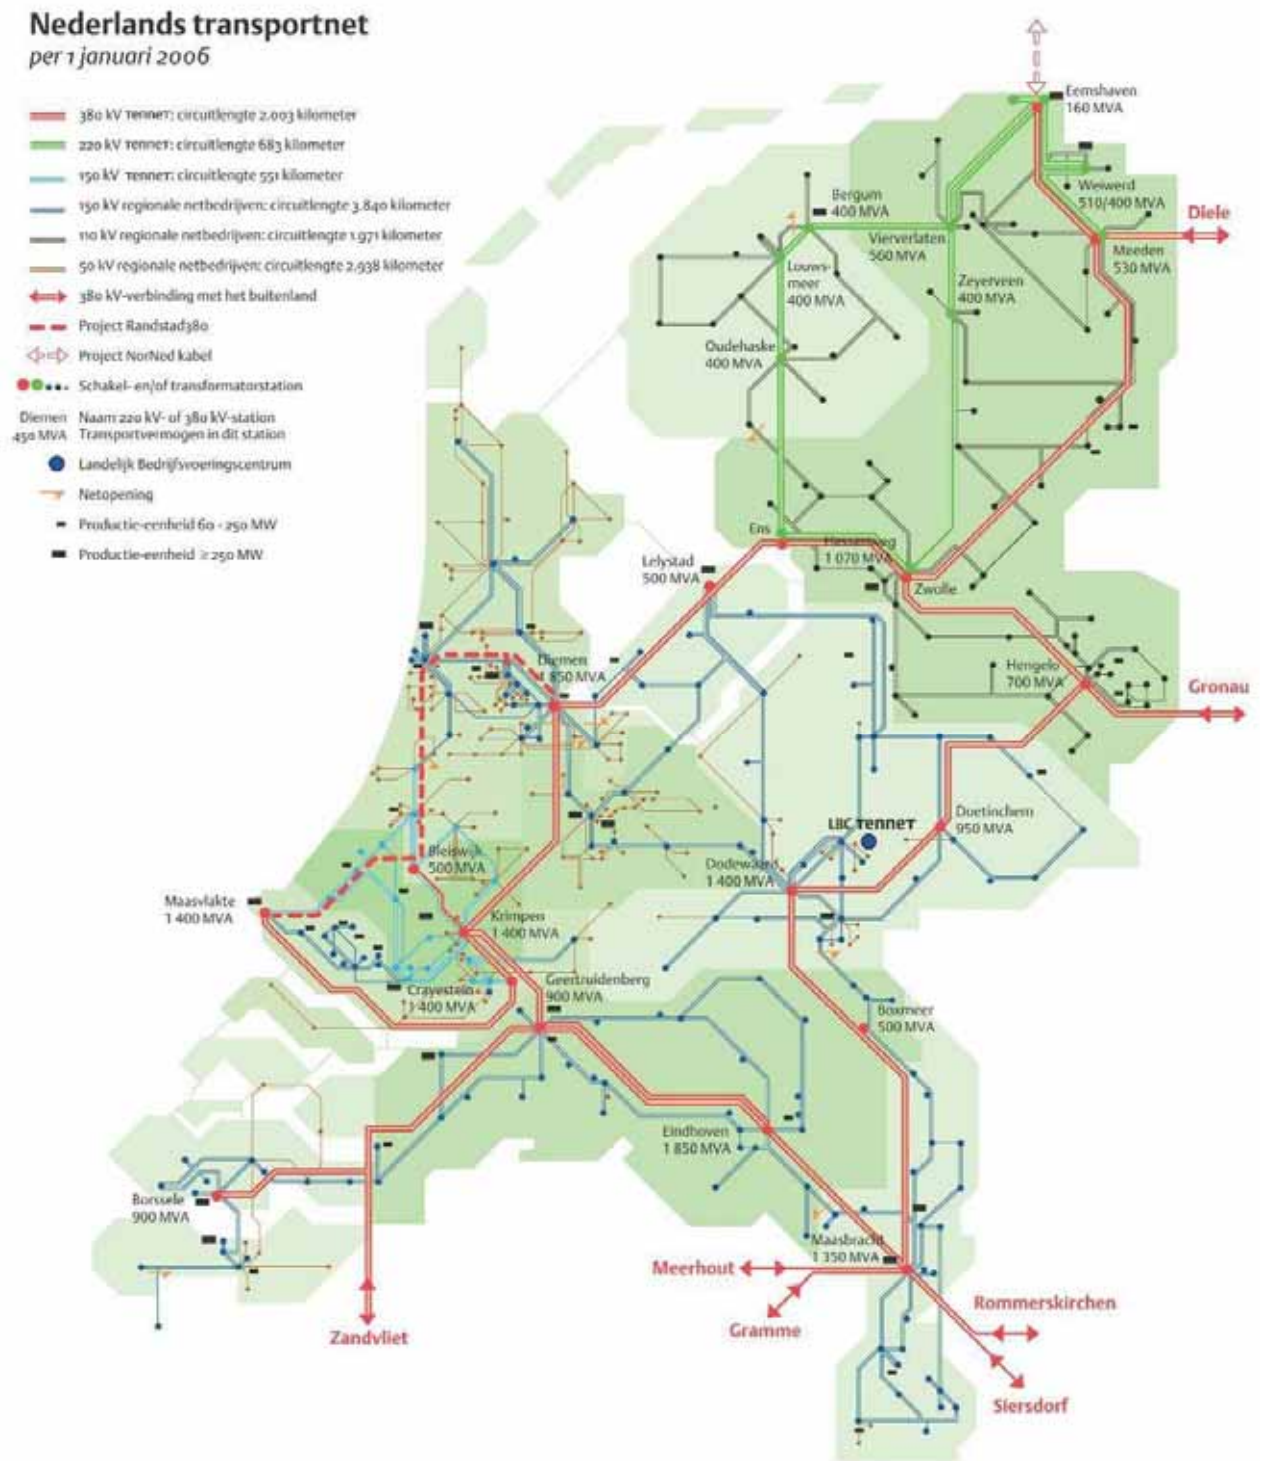 Nederlands transportnet
per 1 januari 2006
380 kV TENNET: circuitlengte 2.003 kilometer
220 kV TENNET: circuitlengte 683 kilometer
150 kV TENNET: circuitlengte 551 kilometer
150 kV regionale netbedrijven: circuitlengte 3.840 kilometer
110 kV regionale netbedrijven: circuitlengte 1.971 kilometer
50 kV regionale netbedrijven: circuitlengte 2.938 kilometer
380 kV-verbinding met het buitenland
Project Randstad380
Project NorNed kabel
Schakel- en/of transformatorstation
Diemen Naam 220 kV- of 380 kV-station
450 MVA Transportvermogen in dit station
Landelijk Bedrijfsvoeringscentrum
Netopening
Productie-eenheid 60 - 250 MW
Productie-eenheid ≥ 250 MW
Eemshaven
160 MVA
Weiwerd
510/400 MVA
Diele
Bergum
400 MVA
Vierverlaten
560 MVA
Meeden
530 MVA
Louws-
meer
400 MVA
Zeyerveen
400 MVA
Oudehaske
400 MVA
Ens
Hessenweg
1 070 MVA
Lelystad
500 MVA
Zwolle
Diemen
1 850 MVA
Hengelo
700 MVA
Gronau
LBC TENNET
Doetinchem
950 MVA
Bleiswijk
500 MVA
Dodewaard
1 400 MVA
Maasvlakte
1 400 MVA
Krimpen
1 400 MVA
Crayestein
1 400 MVA
Geertruidenberg
900 MVA
Boxmeer
500 MVA
Eindhoven
1 850 MVA
Borssele
900 MVA
Maasbracht
1 350 MVA
Meerhout
Gramme
Rommerskirchen
Zandvliet
Siersdorf